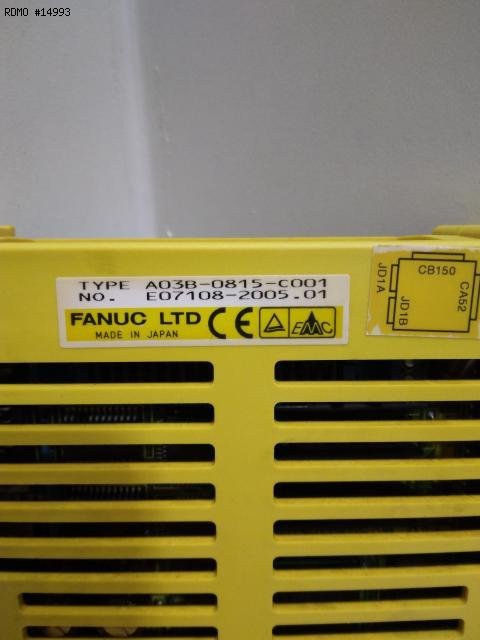 RDMO #14993
TYPE A03B-0815-C001
NO. E07108-2005.01
FANUC LTD CE EMC
MADE IN JAPAN
CB150
JD1A
CA52
JD1B